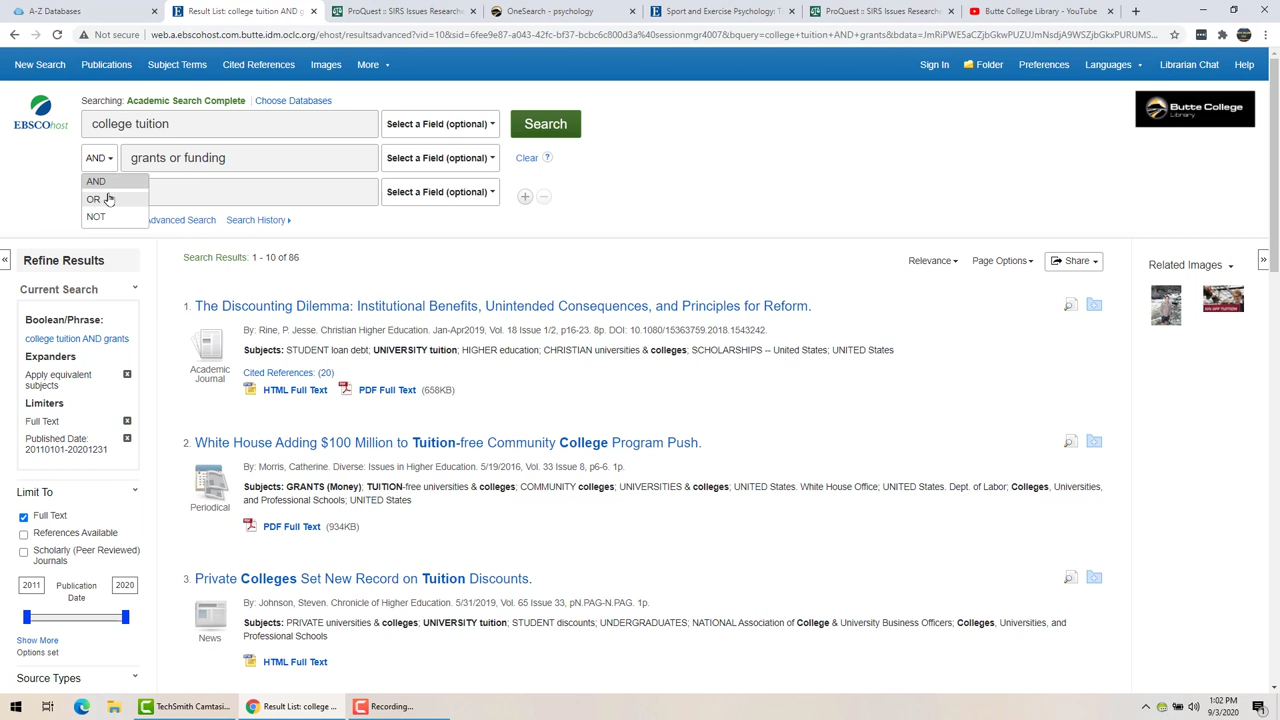 A-Z Databases
Result List: college tuition AND g
ProQuest :: SIRS Issues Researche
OneSearch - psychology
Sport and Exercise Psychology: T
ProQuest :: SIRS Issues Researche
Butte College Library - YouTube
Not secure
web.a.ebscohost.com.butte.idm.oclc.org/ehost/resultsadvanced?vid=10&sid=esessionmgr4007&bquery=college+tuition+AND+grants
New Search
Publications
Subject Terms
Cited References
Images
More
Sign In
Folder
Preferences
Languages
Librarian Chat
Help
EBSCOhost
Searching: Academic Search Complete
Choose Databases
college tuition
Select a Field (optional)
Search
AND
grants or funding
Select a Field (optional)
Clear
?
AND
OR
NOT
Select a Field (optional)
Advanced Search
Search History
Butte College
Library
Refine Results
Current Search
Boolean/Phrase:
college tuition AND grants
Expanders
Apply equivalent
subjects
Limiters
Full Text
Published Date:
20110101-20201231
Limit To
Full Text
References Available
Scholarly (Peer Reviewed)
Journals
2011
Publication
Date
2020
Show More
Options set
Source Types
Search Results: 1 - 10 of 86
Relevance
Page Options
Share
1. The Discounting Dilemma: Institutional Benefits, Unintended Consequences, and Principles for Reform.
Academic
Journal
By: Rine, P. Jesse. Christian Higher Education. Jan-Apr2019, Vol. 18 Issue 1/2, p16-23. 8p. DOI: 10.1080/15363759.2018.1543242.
Subjects: STUDENT loan debt; UNIVERSITY tuition; HIGHER education; CHRISTIAN universities & colleges; SCHOLARSHIPS -- United States; UNITED States
Cited References: (20)
HTML Full Text
PDF Full Text (658KB)
2. White House Adding $100 Million to Tuition-free Community College Program Push.
Periodical
By: Morris, Catherine. Diverse: Issues in Higher Education. 5/19/2016, Vol. 33 Issue 8, p6-6. 1p.
Subjects: GRANTS (Money); TUITION-free universities & colleges; COMMUNITY colleges; UNIVERSITIES & colleges; UNITED States. White House Office; UNITED States. Dept. of Labor; Colleges, Universities,
and Professional Schools; UNITED States
PDF Full Text (934KB)
3. Private Colleges Set New Record on Tuition Discounts.
News
By: Johnson, Steven. Chronicle of Higher Education. 5/31/2019, Vol. 65 Issue 33, pN.PAG-N.PAG. 1p.
Subjects: PRIVATE universities & colleges; UNIVERSITY tuition; STUDENT discounts; UNDERGRADUATES; NATIONAL Association of College & University Business Officers; Colleges, Universities, and
Professional Schools
HTML Full Text
Related Images
TechSmith Camtasi...
Result List: college ...
Recording...
1:02 PM
9/3/2020